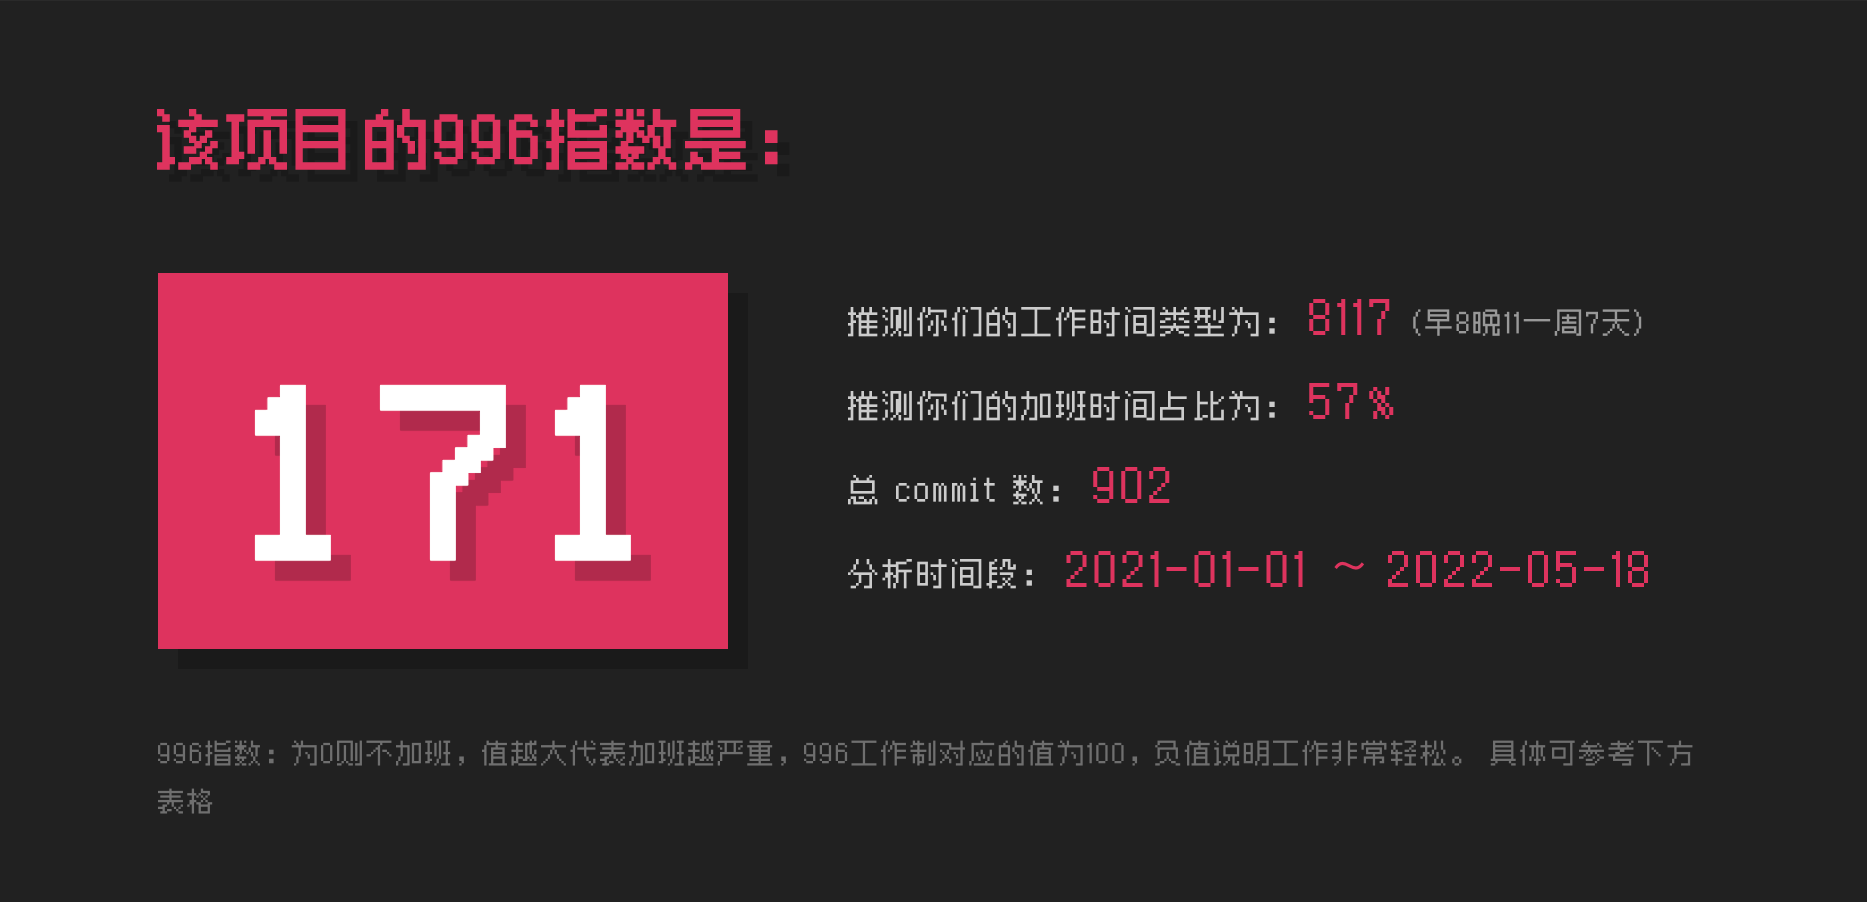 该项目的996指数是：
171
推测你们的工作时间类型为： 8117 (早8晚11一周7天)
推测你们的加班时间占比为： 57%
总 commit 数： 902
分析时间段： 2021-01-01 ~ 2022-05-18
996指数：为0则不加班，值越大代表加班越严重，996工作制对应的值为100，负值说明工作非常轻松。 具体可参考下方
表格